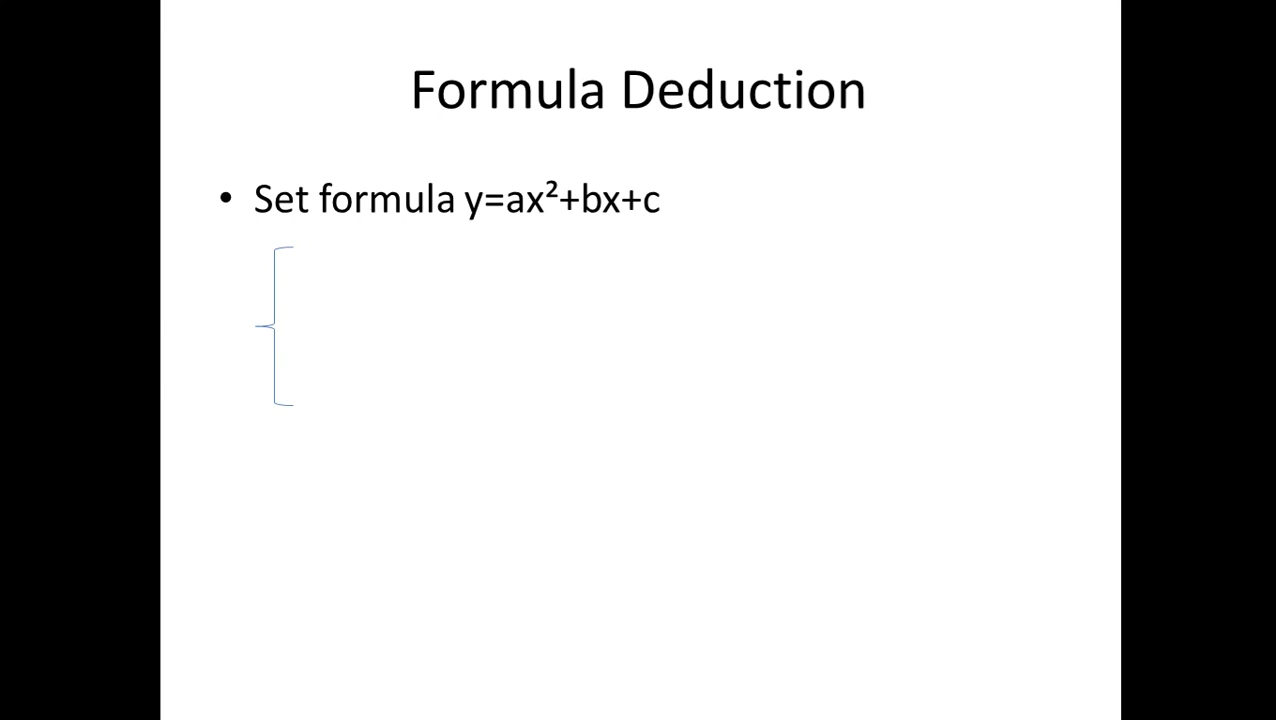 Formula Deduction
• Set formula y=ax²+bx+c